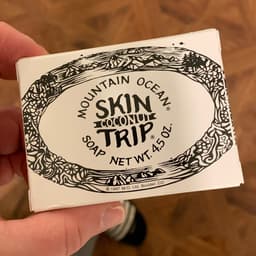 MOUNTAIN OCEAN®
SKIN
COCONUT
TRIP®
SOAP NET WT. 4.5 OZ.